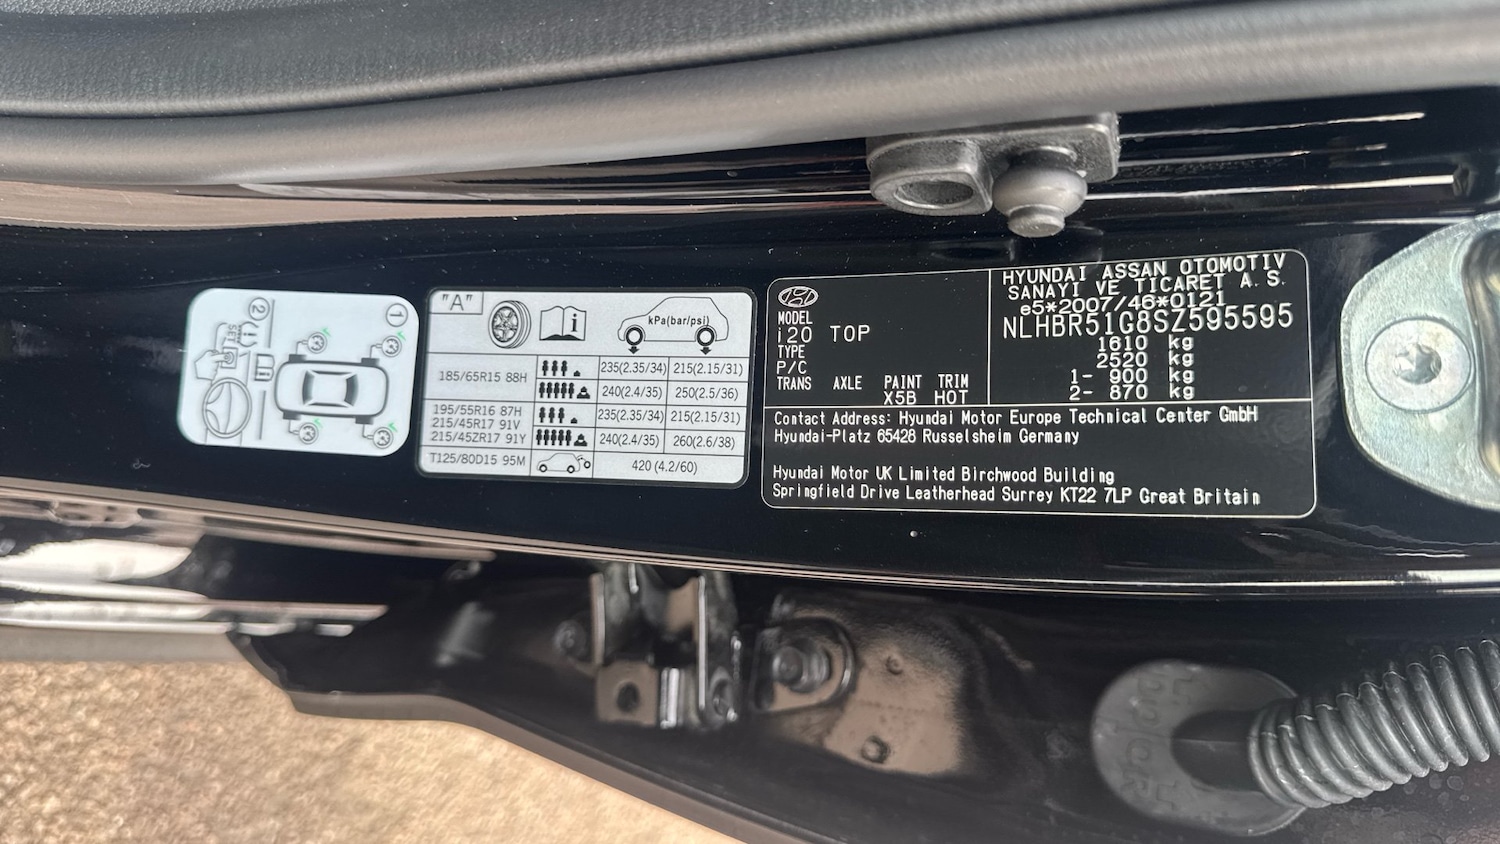 1
2
SET
"A"
i
kPa(bar/psi)
185/65R15 88H
235(2.35/34) 215(2.15/31)
240(2.4/35) 250(2.5/36)
195/55R16 87H
215/45R17 91V
215/45ZR17 91Y
235(2.35/34) 215(2.15/31)
240(2.4/35) 260(2.6/38)
T125/80D15 95M 420 (4.2/60)
MODEL
i20 TOP
TYPE
P/C
TRANS AXLE PAINT TRIM
X5B HOT
HYUNDAI ASSAN OTOMOTIV
SANAYI VE TICARET A.S.
e5*2007/46*0121
NLHBR51G8SZ595595
1610 kg
2520 kg
1- 900 kg
2- 870 kg
Contact Address: Hyundai Motor Europe Technical Center GmbH
Hyundai-Platz 65428 Russelsheim Germany
Hyundai Motor UK Limited Birchwood Building
Springfield Drive Leatherhead Surrey KT22 7LP Great Britain